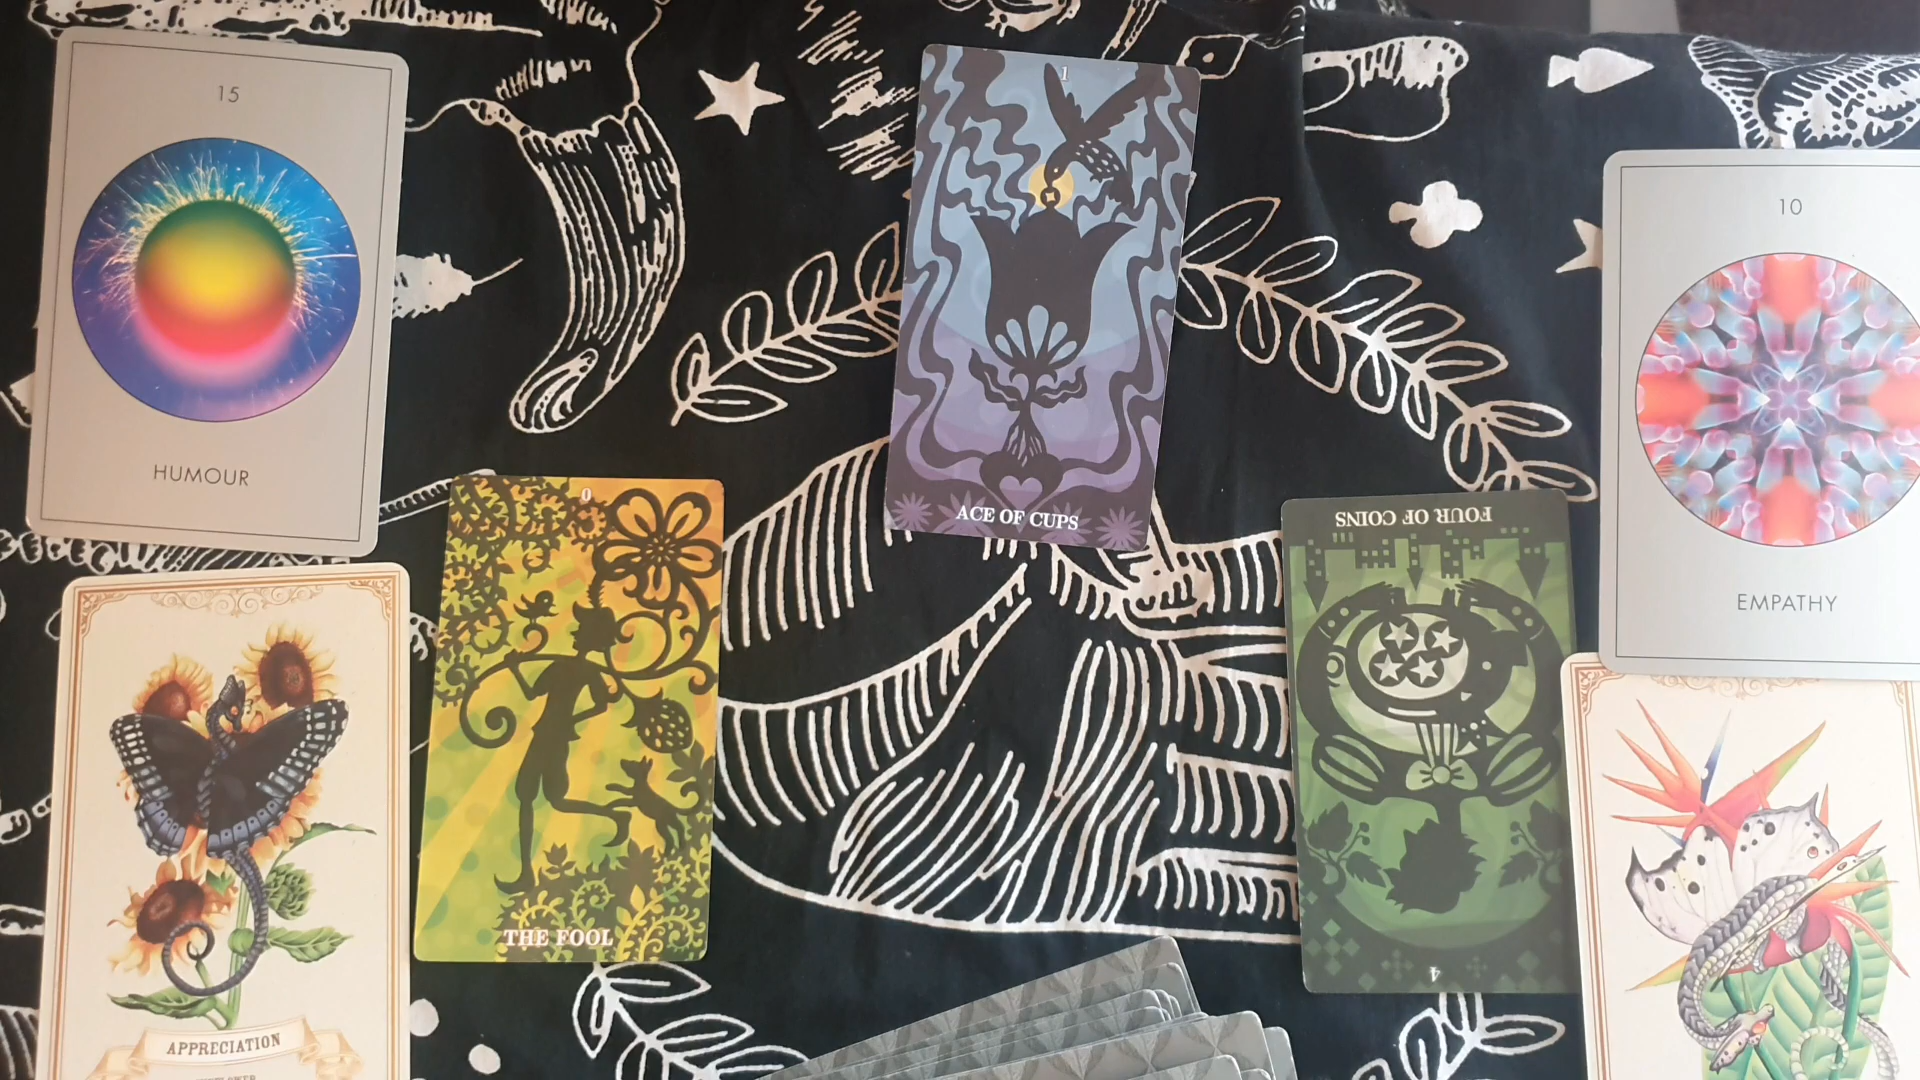 15
HUMOUR
1
ACE OF CUPS
10
EMPATHY
0
THE FOOL
FOUR OF COINS
4
APPRECIATION